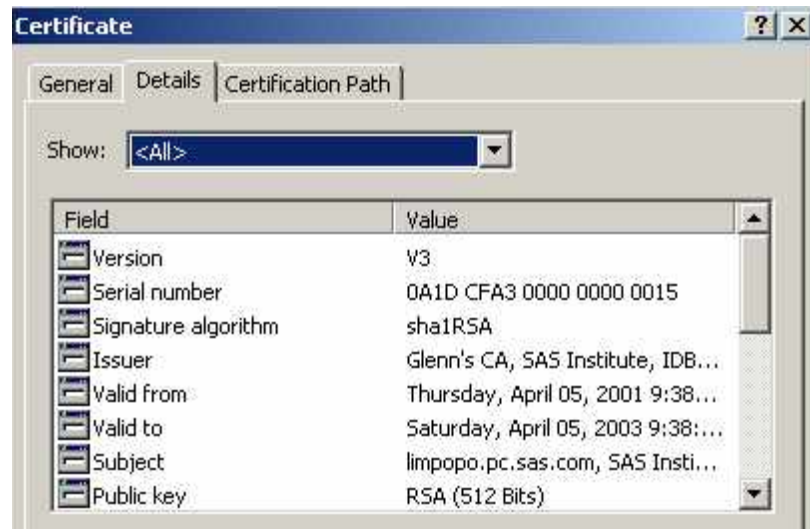 Certificate
General Details Certification Path
Show: <All>
Field Value
Version V3
Serial number 0A1D CFA3 0000 0000 0015
Signature algorithm sha1RSA
Issuer Glenn's CA, SAS Institute, IDB...
Valid from Thursday, April 05, 2001 9:38...
Valid to Saturday, April 05, 2003 9:38:...
Subject limpopo.pc.sas.com, SAS Insti...
Public key RSA (512 Bits)